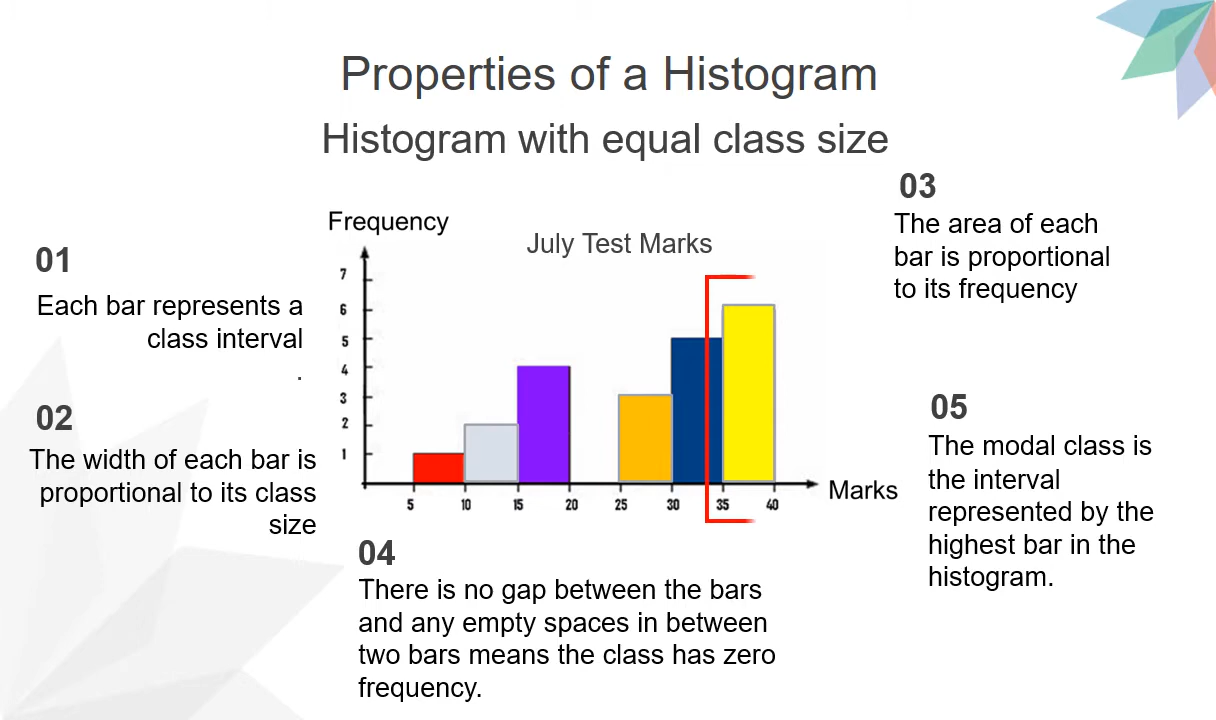 Properties of a Histogram
Histogram with equal class size
01
Each bar represents a
class interval
.
02
The width of each bar is
proportional to its class
size
Frequency
July Test Marks
7
6
5
4
3
2
1
5 10 15 20 25 30 35 40
Marks
03
The area of each
bar is proportional
to its frequency
04
There is no gap between the bars
and any empty spaces in between
two bars means the class has zero
frequency.
05
The modal class is
the interval
represented by the
highest bar in the
histogram.